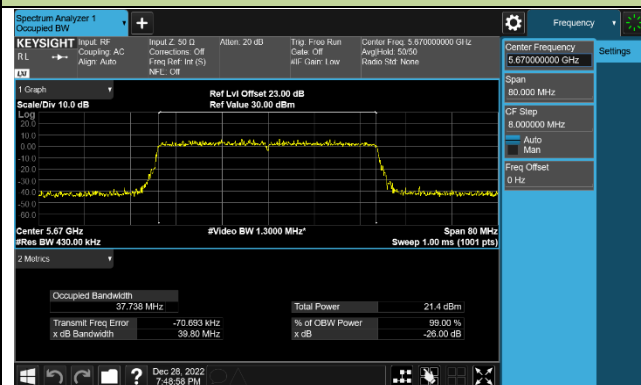 Spectrum Analyzer 1
Occupied BW
+
Frequency
KEYSIGHT
RL
LXI
Input: RF
Coupling: AC
Align: Auto
Input Z: 50 Ω
Corrections: Off
Freq Ref: Int (S)
NFE: Off
Atten: 20 dB
Trig: Free Run
Gate: Off
#IF Gain: Low
Center Freq: 5.670000000 GHz
Avg|Hold: 50/50
Radio Std: None
Center Frequency
5.670000000 GHz
Settings
Span
80.000 MHz
CF Step
8.000000 MHz
Auto
Man
Freq Offset
0 Hz
1 Graph
Scale/Div 10.0 dB
Ref Lvl Offset 23.00 dB
Ref Value 30.00 dBm
Log
20.0
10.0
0.00
-10.0
-20.0
-30.0
-40.0
-50.0
-60.0
Center 5.67 GHz
#Res BW 430.00 kHz
#Video BW 1.3000 MHz*
Span 80 MHz
Sweep 1.00 ms (1001 pts)
2 Metrics
Occupied Bandwidth
37.738 MHz
Total Power 21.4 dBm
Transmit Freq Error -70.693 kHz
% of OBW Power 99.00 %
x dB Bandwidth 39.80 MHz
x dB -26.00 dB
?
Dec 28, 2022
7:48:58 PM